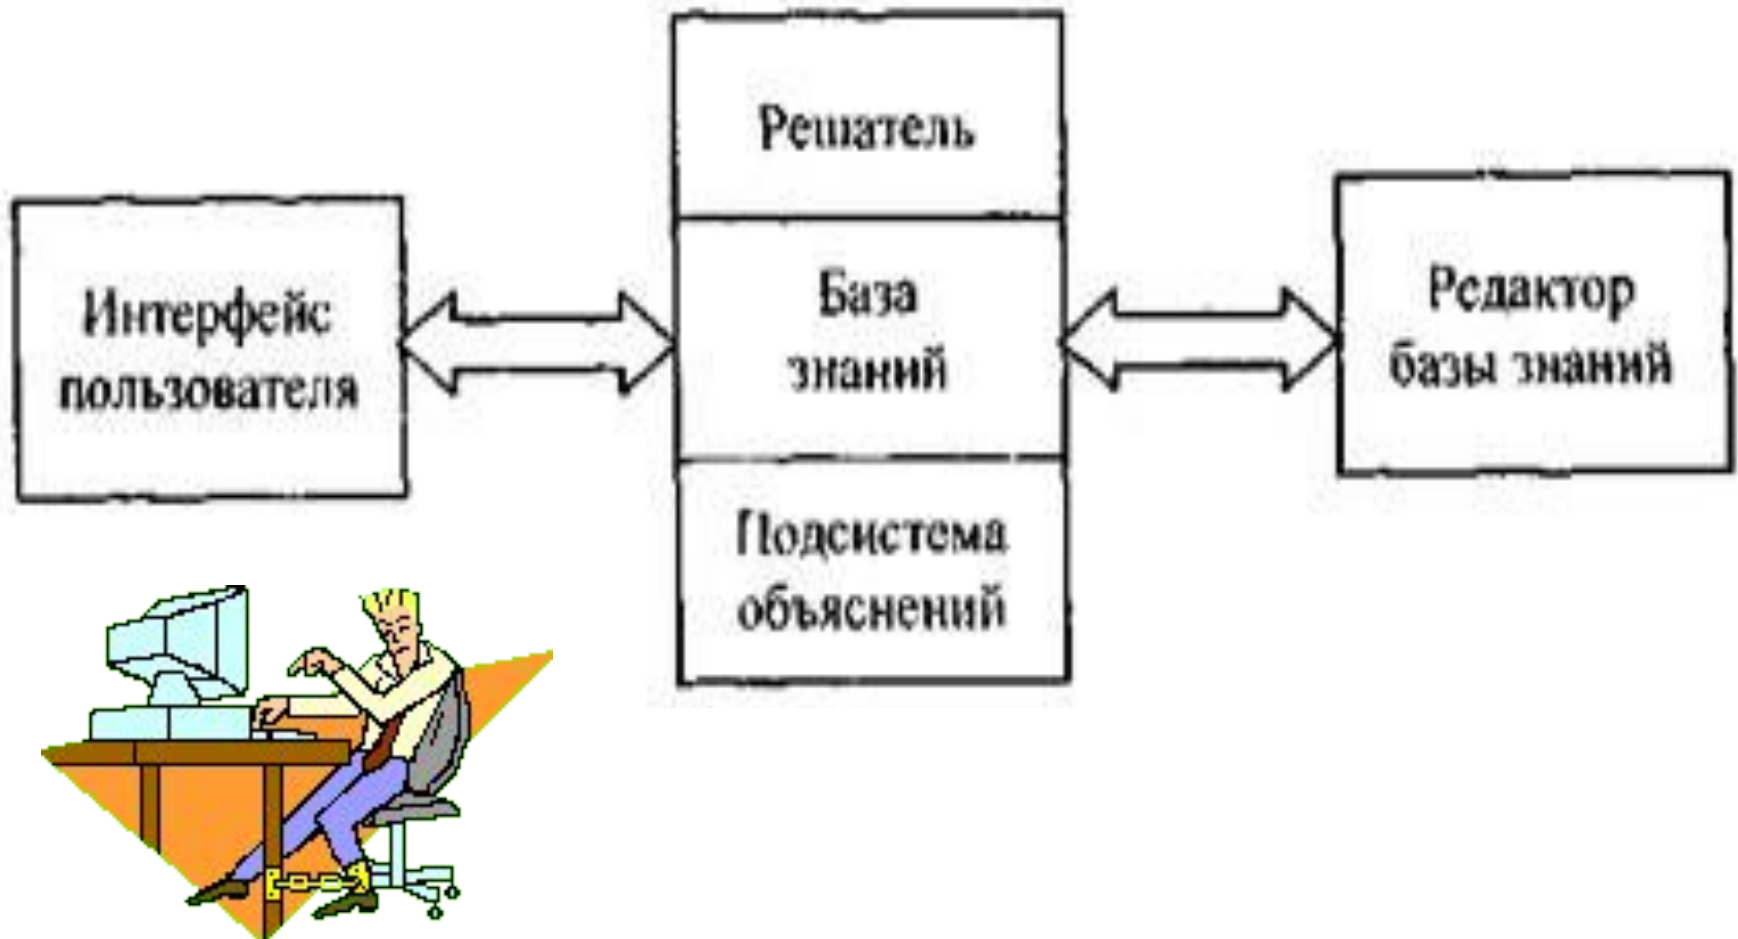 Решатель
Интерфейс
пользователя
База
знаний
Редактор
базы знаний
Подсистема
объяснений